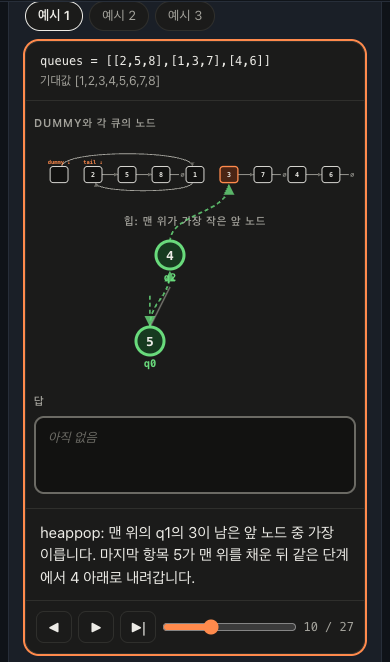 예시 1 예시 2 예시 3
queues = [[2,5,8],[1,3,7],[4,6]]
기대값 [1,2,3,4,5,6,7,8]
DUMMY와 각 큐의 노드
dummy ↓ tail ↓
2 5 8 ∅ 1 3 7 ∅ 4 6 ∅
힙: 맨 위가 가장 작은 앞 노드
4
q2
5
q0
답
아직 없음
heappop: 맨 위의 q1의 3이 남은 앞 노드 중 가장
이릅니다. 마지막 항목 5가 맨 위를 채운 뒤 같은 단계
에서 4 아래로 내려갑니다.
10 / 27